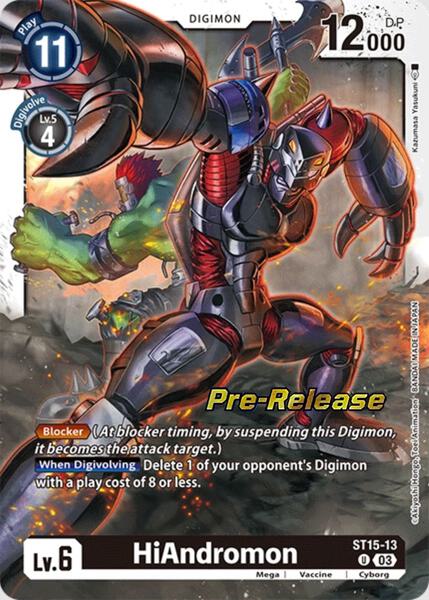 DIGIMON
Play
11
12000
D.P
Digivolve
Lv.5
4
Kazumasa Yasukuni
Pre-Release
Blocker (At blocker timing, by suspending this Digimon,
it becomes the attack target.)
When Digivolving Delete 1 of your opponent's Digimon
with a play cost of 8 or less.
©Akiyoshi Hongo, Toei Animation BANDAI MADE IN JAPAN
Lv.6
HiAndromon
ST15-13
U 03
Mega | Vaccine | Cyborg